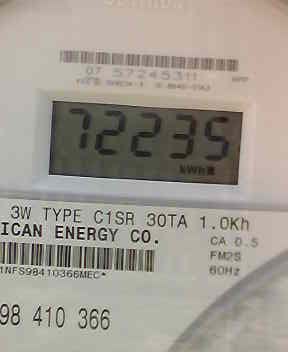 07 57245311
72235
kWh
3W TYPE C1SR 30TA 1.0Kh
ICAN ENERGY CO.
CA 0.5
FM2S
60Hz
1NFS98410366MEC*
98 410 366